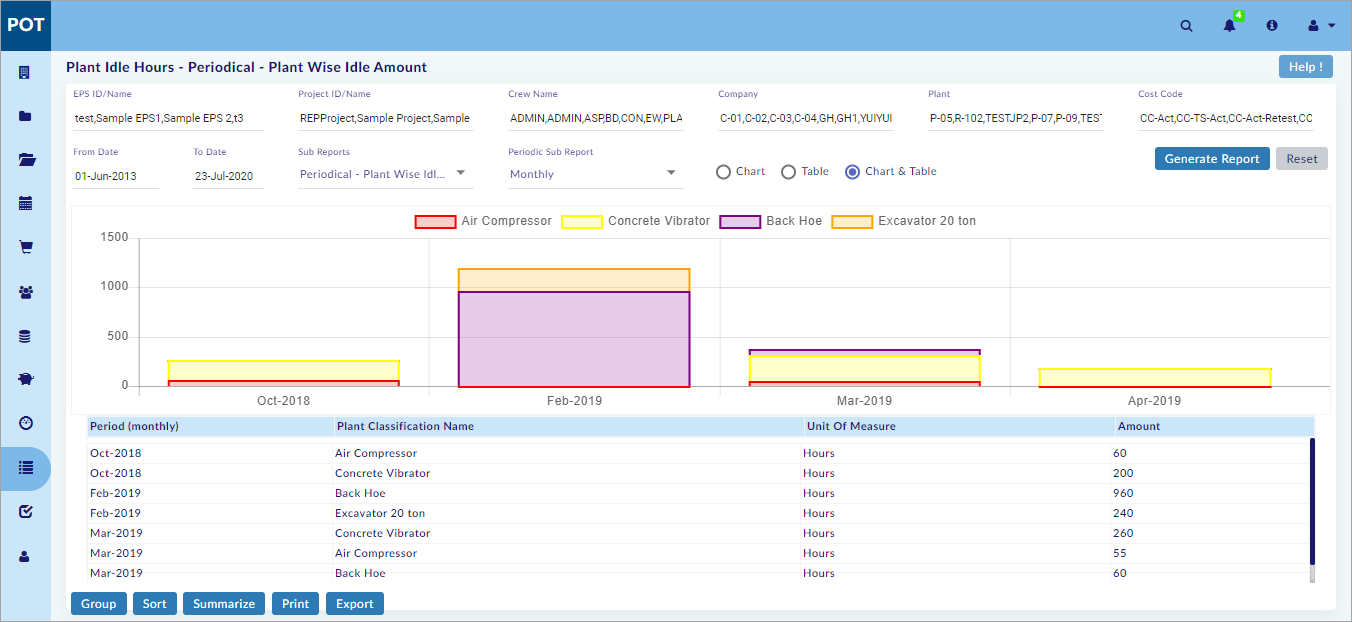 POT
4
Plant Idle Hours - Periodical - Plant Wise Idle Amount
Help !
EPS ID/Name Project ID/Name Crew Name Company Plant Cost Code
test,Sample EPS1,Sample EPS 2,t3 REPProject,Sample Project,Sample ADMIN,ADMIN,ASP,BD,CON,EW,PLA C-01,C-02,C-03,C-04,GH,GH1,YUIYUI P-05,R-102,TESTJP2,P-07,P-09,TEST CC-Act,CC-TS-Act,CC-Act-Retest,CC
From Date To Date Sub Reports Periodic Sub Report
01-Jun-2013 23-Jul-2020 Periodical - Plant Wise Idl... Monthly Chart Table Chart & Table Generate Report Reset
Air Compressor Concrete Vibrator Back Hoe Excavator 20 ton
1500
1000
500
0
Oct-2018 Feb-2019 Mar-2019 Apr-2019
Period (monthly) Plant Classification Name Unit Of Measure Amount
Oct-2018 Air Compressor Hours 60
Oct-2018 Concrete Vibrator Hours 200
Feb-2019 Back Hoe Hours 960
Feb-2019 Excavator 20 ton Hours 240
Mar-2019 Concrete Vibrator Hours 260
Mar-2019 Air Compressor Hours 55
Mar-2019 Back Hoe Hours 60
Group Sort Summarize Print Export